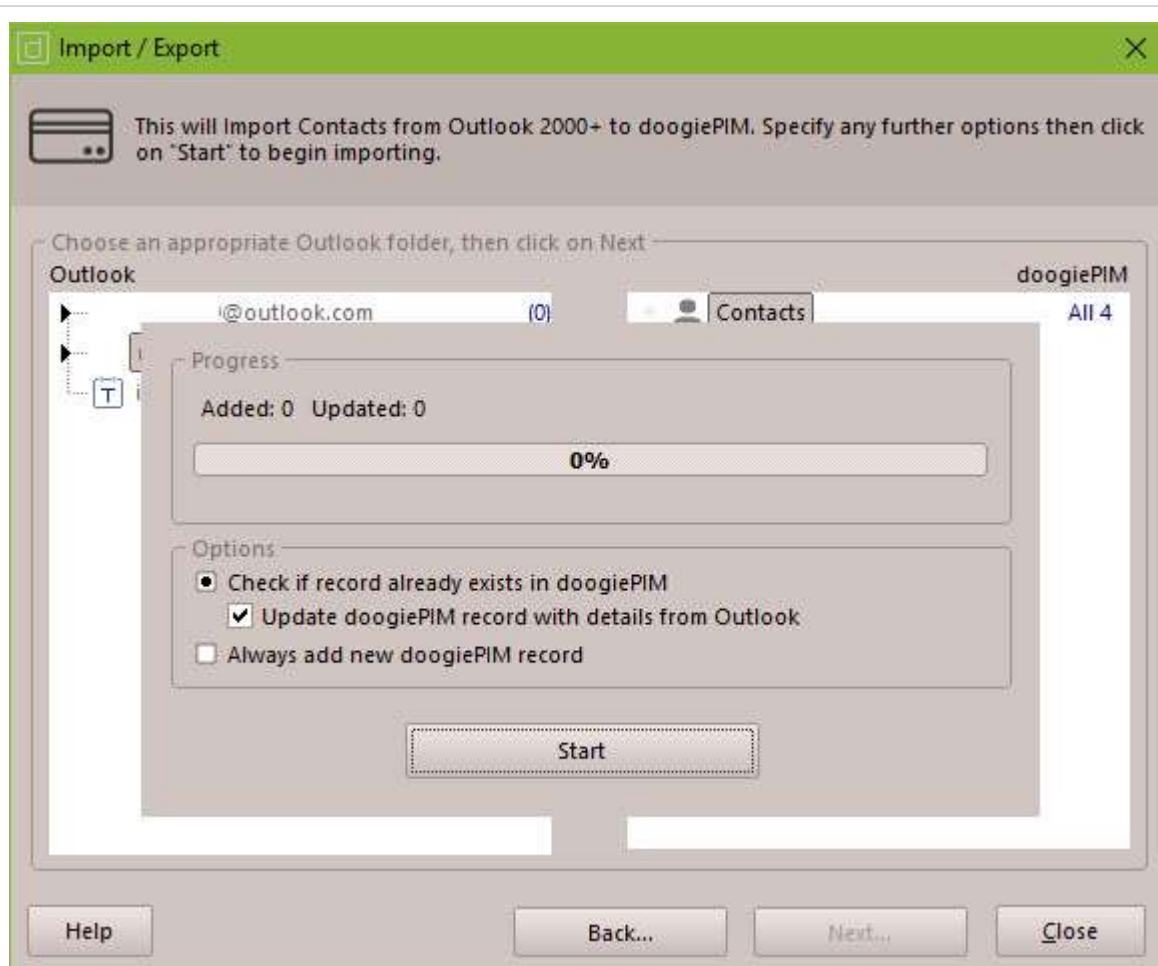 Import / Export
This will Import Contacts from Outlook 2000+ to doogiePIM. Specify any further options then click
on "Start" to begin importing.
Choose an appropriate Outlook folder, then click on Next
Outlook
doogiePIM
@outlook.com (0)
Contacts All 4
Progress
Added: 0 Updated: 0
0%
Options
Check if record already exists in doogiePIM
Update doogiePIM record with details from Outlook
Always add new doogiePIM record
Start
Help
Back...
Next...
Close